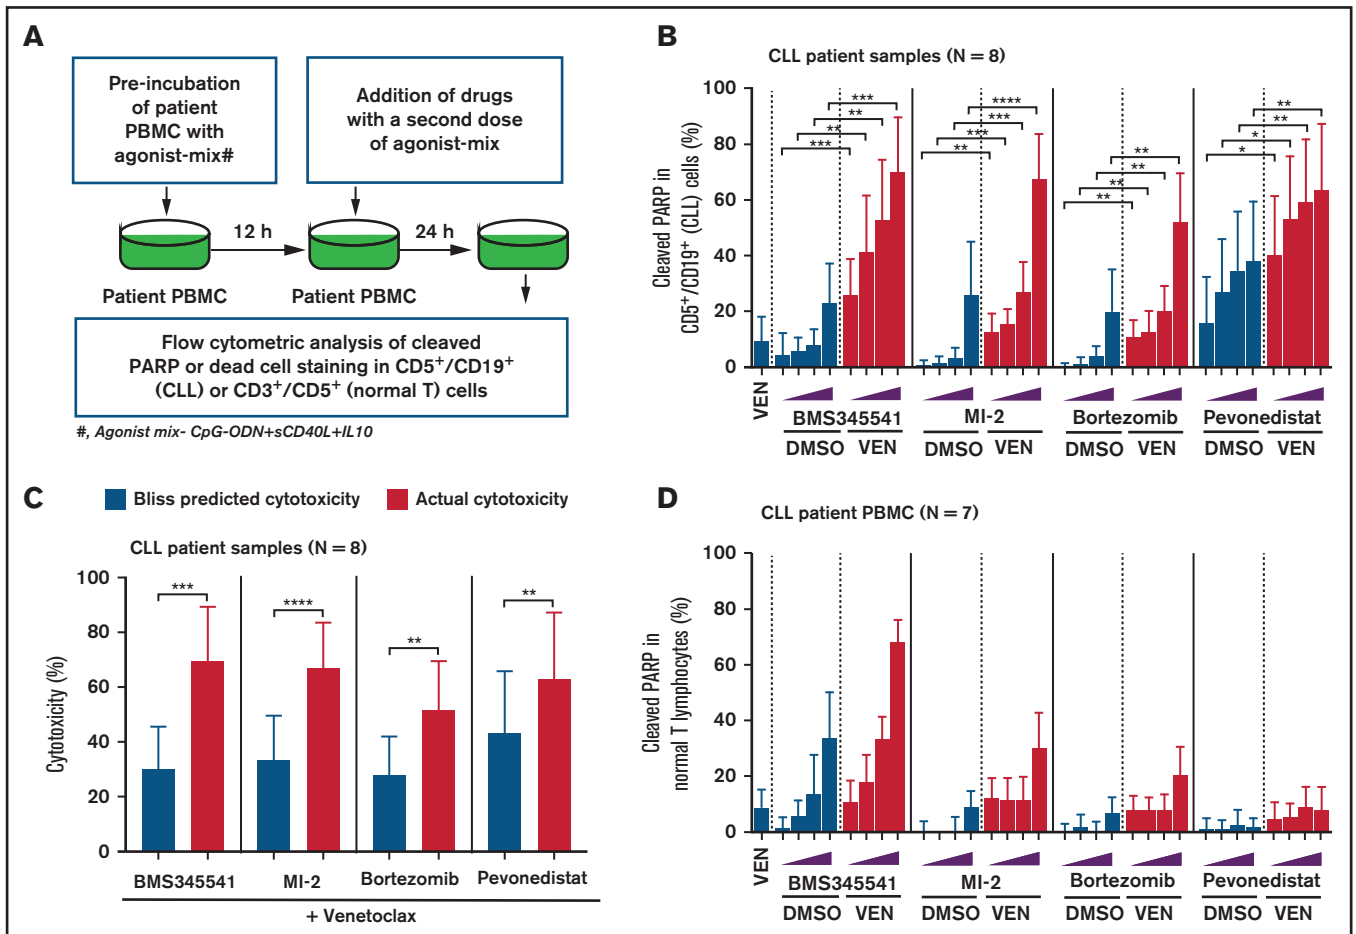 A
Pre-incubation
of patient
PBMC with
agonist-mix#
Addition of drugs
with a second dose
of agonist-mix
12 h
24 h
Patient PBMC
Patient PBMC
Flow cytometric analysis of cleaved
PARP or dead cell staining in CD5+/CD19+
(CLL) or CD3+/CD5+ (normal T) cells
#, Agonist mix- CpG-ODN+sCD40L+IL10
B
CLL patient samples (N = 8)
Cleaved PARP in
CD5+/CD19+ (CLL) cells (%)
100
80
60
40
20
0
*** ** ** ***
**** *** *** **
** ** ** **
** ** * *
VEN
BMS345541 MI-2 Bortezomib Pevonedistat
DMSO VEN DMSO VEN DMSO VEN DMSO VEN
C
Bliss predicted cytotoxicity Actual cytotoxicity
CLL patient samples (N = 8)
Cytotoxicity (%)
100
80
60
40
20
0
*** **** ** **
BMS345541 MI-2 Bortezomib Pevonedistat
+ Venetoclax
D
CLL patient PBMC (N = 7)
Cleaved PARP in
normal T lymphocytes (%)
100
80
60
40
20
0
VEN
BMS345541 MI-2 Bortezomib Pevonedistat
DMSO VEN DMSO VEN DMSO VEN DMSO VEN